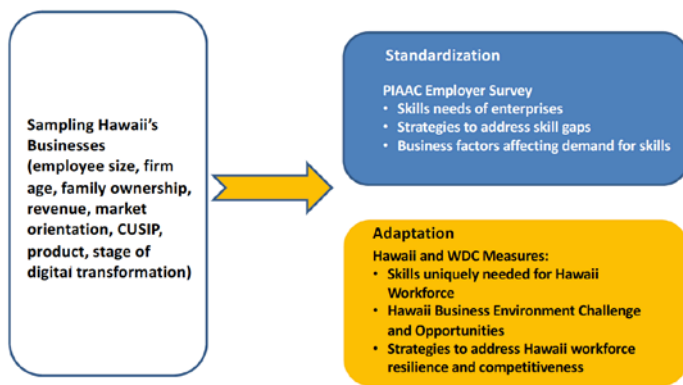 Sampling Hawaii's
Businesses
(employee size, firm
age, family ownership,
revenue, market
orientation, CUSIP,
product, stage of
digital transformation)
Standardization
PIAAC Employer Survey
• Skills needs of enterprises
• Strategies to address skill gaps
• Business factors affecting demand for skills
Adaptation
Hawaii and WDC Measures:
• Skills uniquely needed for Hawaii
Workforce
• Hawaii Business Environment Challenge
and Opportunities
• Strategies to address Hawaii workforce
resilience and competitiveness